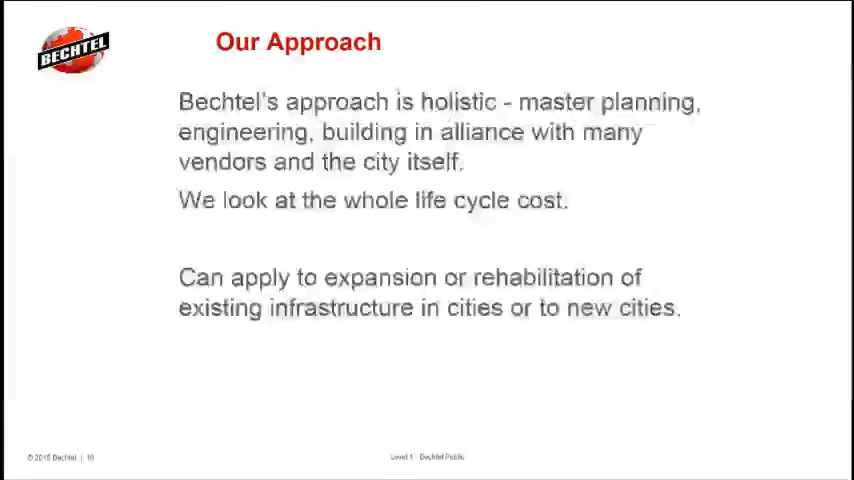 BECHTEL
Our Approach
Bechtel's approach is holistic - master planning,
engineering, building in alliance with many
vendors and the city itself.
We look at the whole life cycle cost.
Can apply to expansion or rehabilitation of
existing infrastructure in cities or to new cities.
© 2015 Bechtel | 16
Level 1 - Bechtel Public